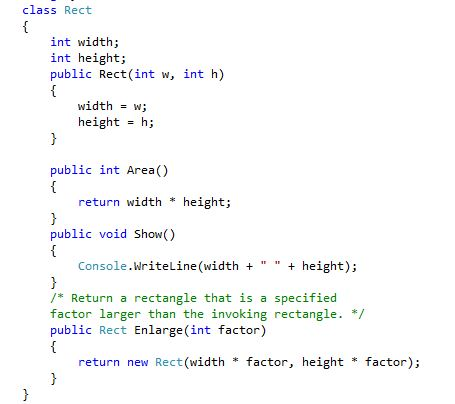 class Rect
{
int width;
int height;
public Rect(int w, int h)
{
width = w;
height = h;
}
public int Area()
{
return width * height;
}
public void Show()
{
Console.WriteLine(width + " " + height);
}
/* Return a rectangle that is a specified
factor larger than the invoking rectangle. */
public Rect Enlarge(int factor)
{
return new Rect(width * factor, height * factor);
}
}